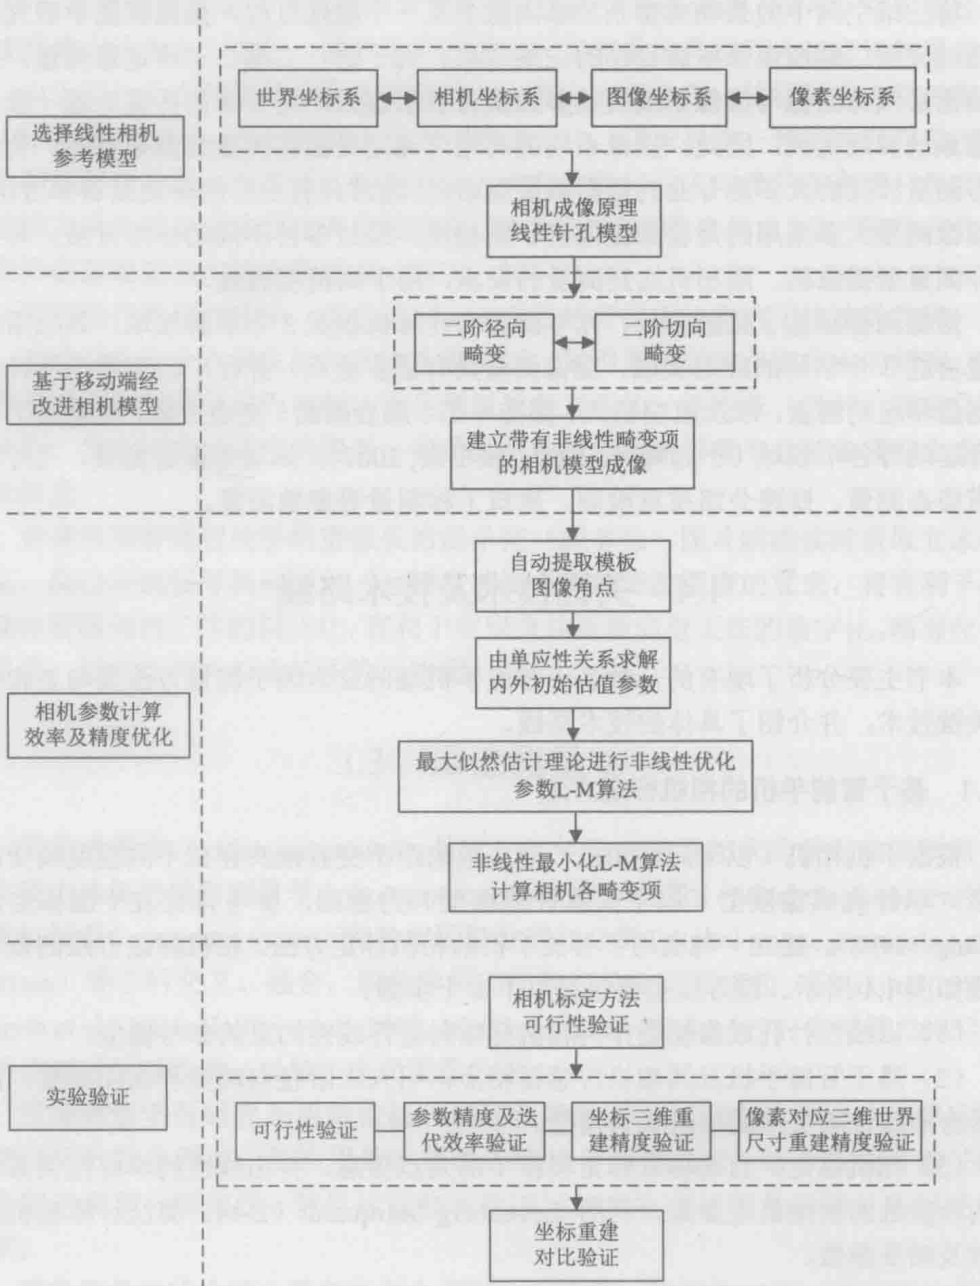 选择线性相机
参考模型
世界坐标系
相机坐标系
图像坐标系
像素坐标系
相机成像原理
线性针孔模型
基于移动端经
改进相机模型
二阶径向
畸变
二阶切向
畸变
建立带有非线性畸变项
的相机模型成像
相机参数计算
效率及精度优化
自动提取模板
图像角点
由单应性关系求解
内外初始估值参数
最大似然估计理论进行非线性优化
参数L-M算法
非线性最小化L-M算法
计算相机各畸变项
实验验证
相机标定方法
可行性验证
可行性验证
参数精度及迭
代效率验证
坐标三维重
建精度验证
像素对应三维世界
尺寸重建精度验证
坐标重建
对比验证